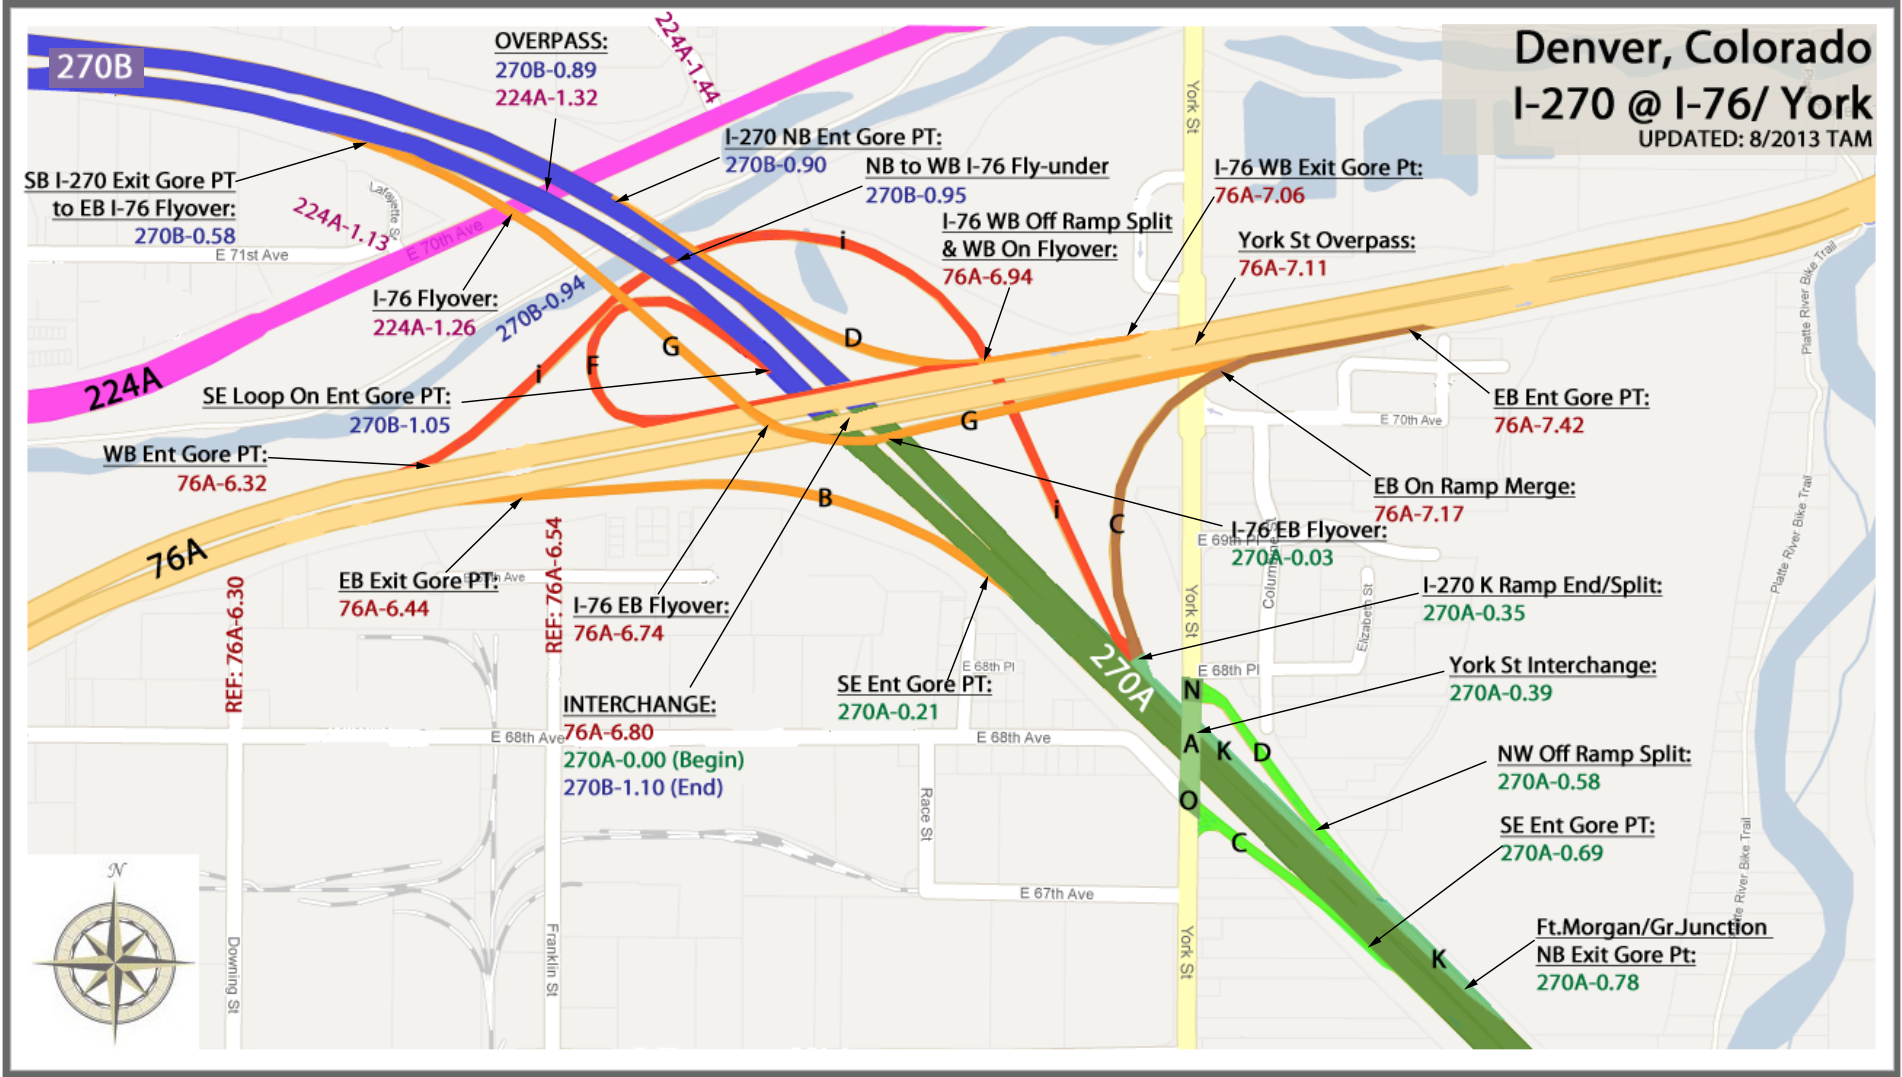 Denver, Colorado
I-270 @ I-76/ York
UPDATED: 8/2013 TAM
270B
OVERPASS:
270B-0.89
224A-1.32
224A-1.44
I-270 NB Ent Gore PT:
270B-0.90
NB to WB I-76 Fly-under
270B-0.95
York St
I-76 WB Exit Gore Pt:
76A-7.06
SB I-270 Exit Gore PT
to EB I-76 Flyover:
270B-0.58
Lafayette St
224A-1.13
E 70th Ave
E 71st Ave
I-76 WB Off Ramp Split
& WB On Flyover:
76A-6.94
York St Overpass:
76A-7.11
i
I-76 Flyover:
224A-1.26
270B-0.94
Platte River Bike Trail
G
D
F
i
224A
SE Loop On Ent Gore PT:
270B-1.05
EB Ent Gore PT:
76A-7.42
E 70th Ave
G
WB Ent Gore PT:
76A-6.32
B
i
C
EB On Ramp Merge:
76A-7.17
Platte River Bike Trail
76A
I-76 EB Flyover:
270A-0.03
E 69th Pl
EB Exit Gore PT:
76A-6.44
REF: 76A-6.30
REF: 76A-6.54
I-76 EB Flyover:
76A-6.74
York St
Elizabeth St
I-270 K Ramp End/Split:
270A-0.35
E 68th Pl
E 68th Pl
270A
N
York St Interchange:
270A-0.39
SE Ent Gore PT:
270A-0.21
INTERCHANGE:
76A-6.80
270A-0.00 (Begin)
270B-1.10 (End)
E 68th Ave
E 68th Ave
A
K
D
NW Off Ramp Split:
270A-0.58
O
C
Race St
SE Ent Gore PT:
270A-0.69
E 67th Ave
N
Downing St
Franklin St
York St
K
Ft.Morgan/Gr.Junction
NB Exit Gore Pt:
270A-0.78